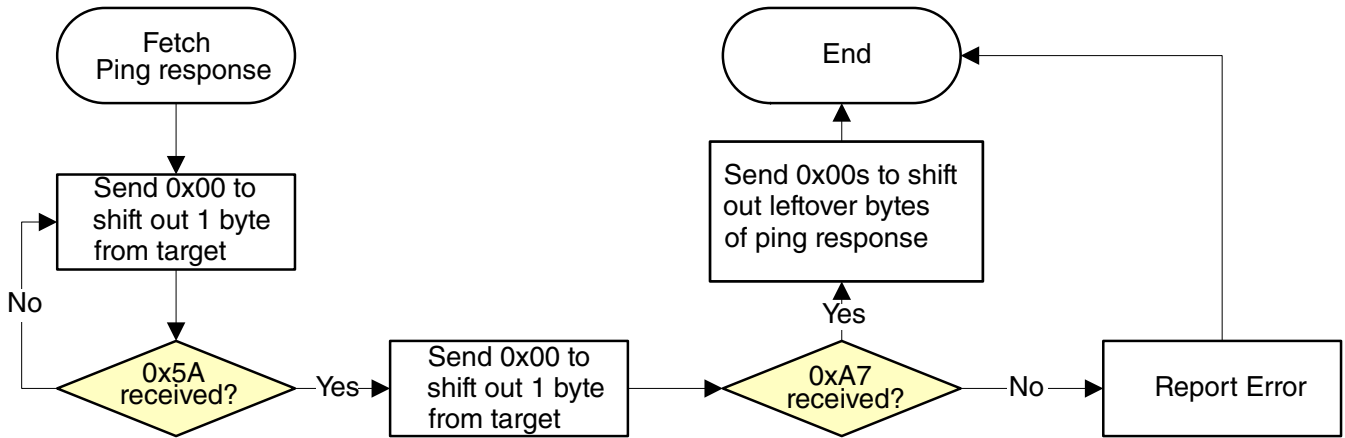 Fetch
Ping response
Send 0x00 to
shift out 1 byte
from target
No
0x5A
received?
Yes
Send 0x00 to
shift out 1 byte
from target
0xA7
received?
Yes
Send 0x00s to shift
out leftover bytes
of ping response
End
No
Report Error